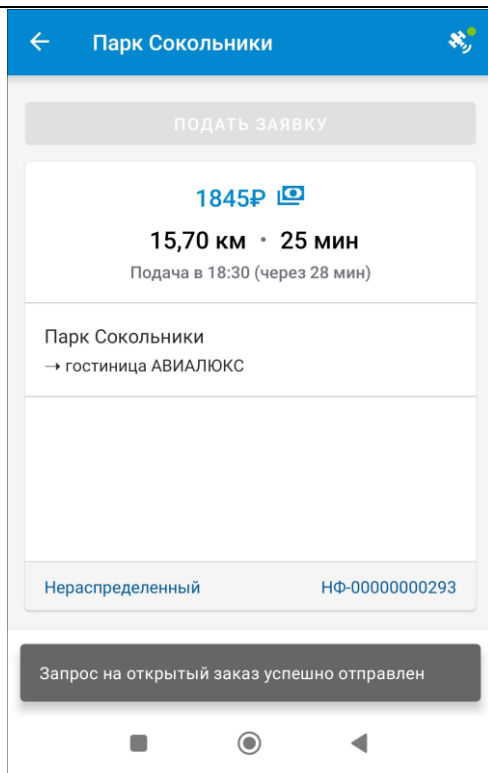 Парк Сокольники
ПОДАТЬ ЗАЯВКУ
1845₽
15,70 км • 25 мин
Подача в 18:30 (через 28 мин)
Парк Сокольники
→ гостиница АВИАЛЮКС
Нераспределенный НФ-00000000293
Запрос на открытый заказ успешно отправлен